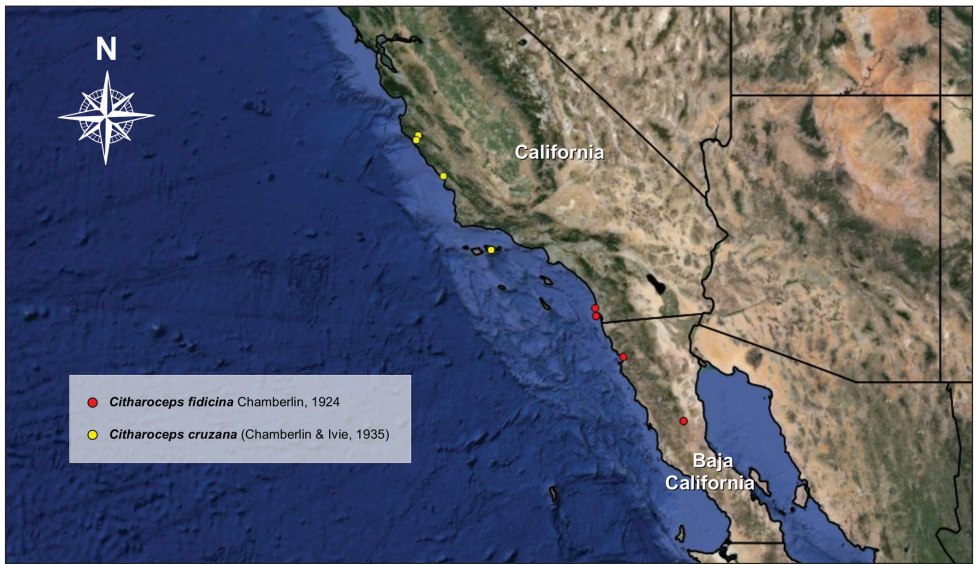 N
California
Citharoceps fidicina Chamberlin, 1924
Citharoceps cruzana (Chamberlin & Ivie, 1935)
Baja
California